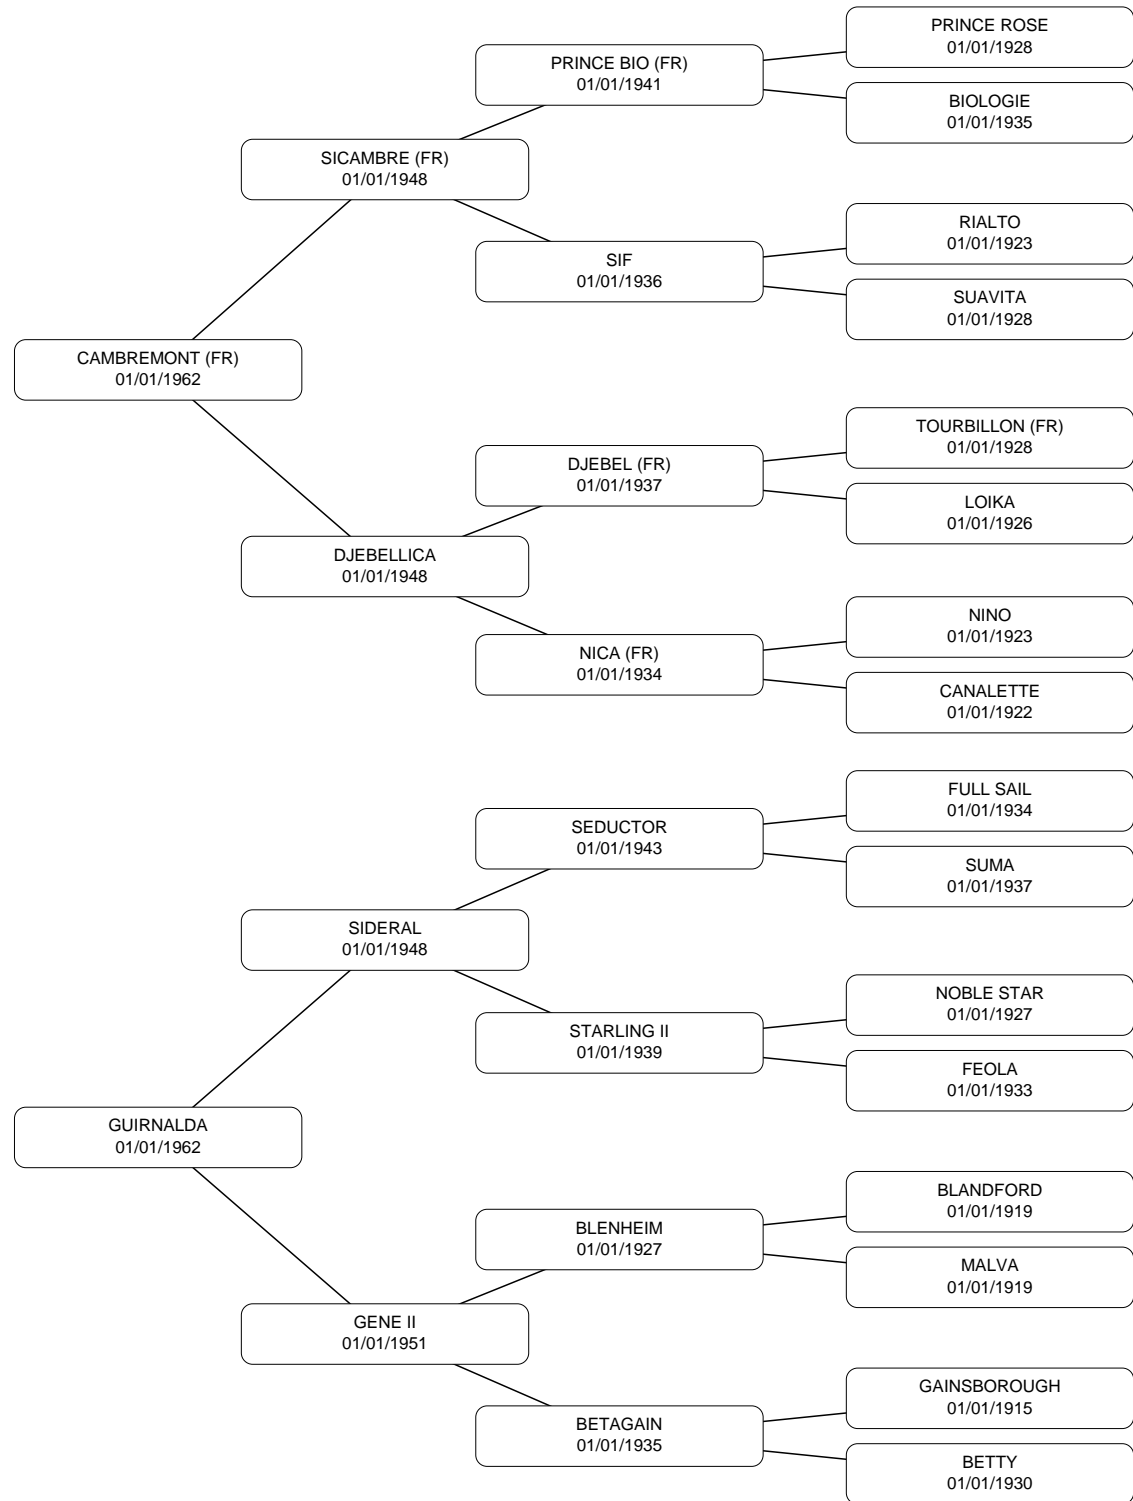 PRINCE ROSE
01/01/1928
PRINCE BIO (FR)
01/01/1941
BIOLOGIE
01/01/1935
SICAMBRE (FR)
01/01/1948
RIALTO
01/01/1923
SIF
01/01/1936
SUAVITA
01/01/1928
CAMBREMONT (FR)
01/01/1962
TOURBILLON (FR)
01/01/1928
DJEBEL (FR)
01/01/1937
LOIKA
01/01/1926
DJEBELLICA
01/01/1948
NINO
01/01/1923
NICA (FR)
01/01/1934
CANALETTE
01/01/1922
FULL SAIL
01/01/1934
SEDUCTOR
01/01/1943
SUMA
01/01/1937
SIDERAL
01/01/1948
NOBLE STAR
01/01/1927
STARLING II
01/01/1939
FEOLA
01/01/1933
GUIRNALDA
01/01/1962
BLANDFORD
01/01/1919
BLENHEIM
01/01/1927
MALVA
01/01/1919
GENE II
01/01/1951
GAINSBOROUGH
01/01/1915
BETAGAIN
01/01/1935
BETTY
01/01/1930